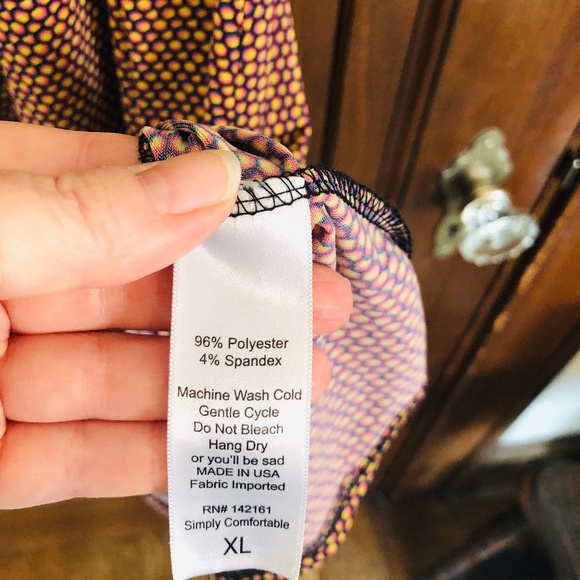 96% Polyester
4% Spandex
Machine Wash Cold
Gentle Cycle
Do Not Bleach
Hang Dry
or you'll be sad
MADE IN USA
Fabric Imported
RN# 142161
Simply Comfortable
XL